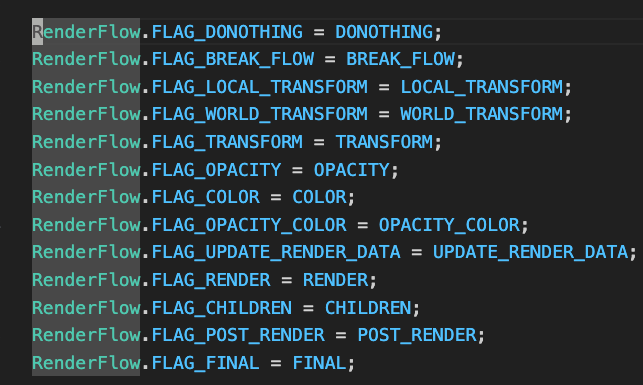 RenderFlow.FLAG_DONOTHING = DONOTHING;
RenderFlow.FLAG_BREAK_FLOW = BREAK_FLOW;
RenderFlow.FLAG_LOCAL_TRANSFORM = LOCAL_TRANSFORM;
RenderFlow.FLAG_WORLD_TRANSFORM = WORLD_TRANSFORM;
RenderFlow.FLAG_TRANSFORM = TRANSFORM;
RenderFlow.FLAG_OPACITY = OPACITY;
RenderFlow.FLAG_COLOR = COLOR;
RenderFlow.FLAG_OPACITY_COLOR = OPACITY_COLOR;
RenderFlow.FLAG_UPDATE_RENDER_DATA = UPDATE_RENDER_DATA;
RenderFlow.FLAG_RENDER = RENDER;
RenderFlow.FLAG_CHILDREN = CHILDREN;
RenderFlow.FLAG_POST_RENDER = POST_RENDER;
RenderFlow.FLAG_FINAL = FINAL;